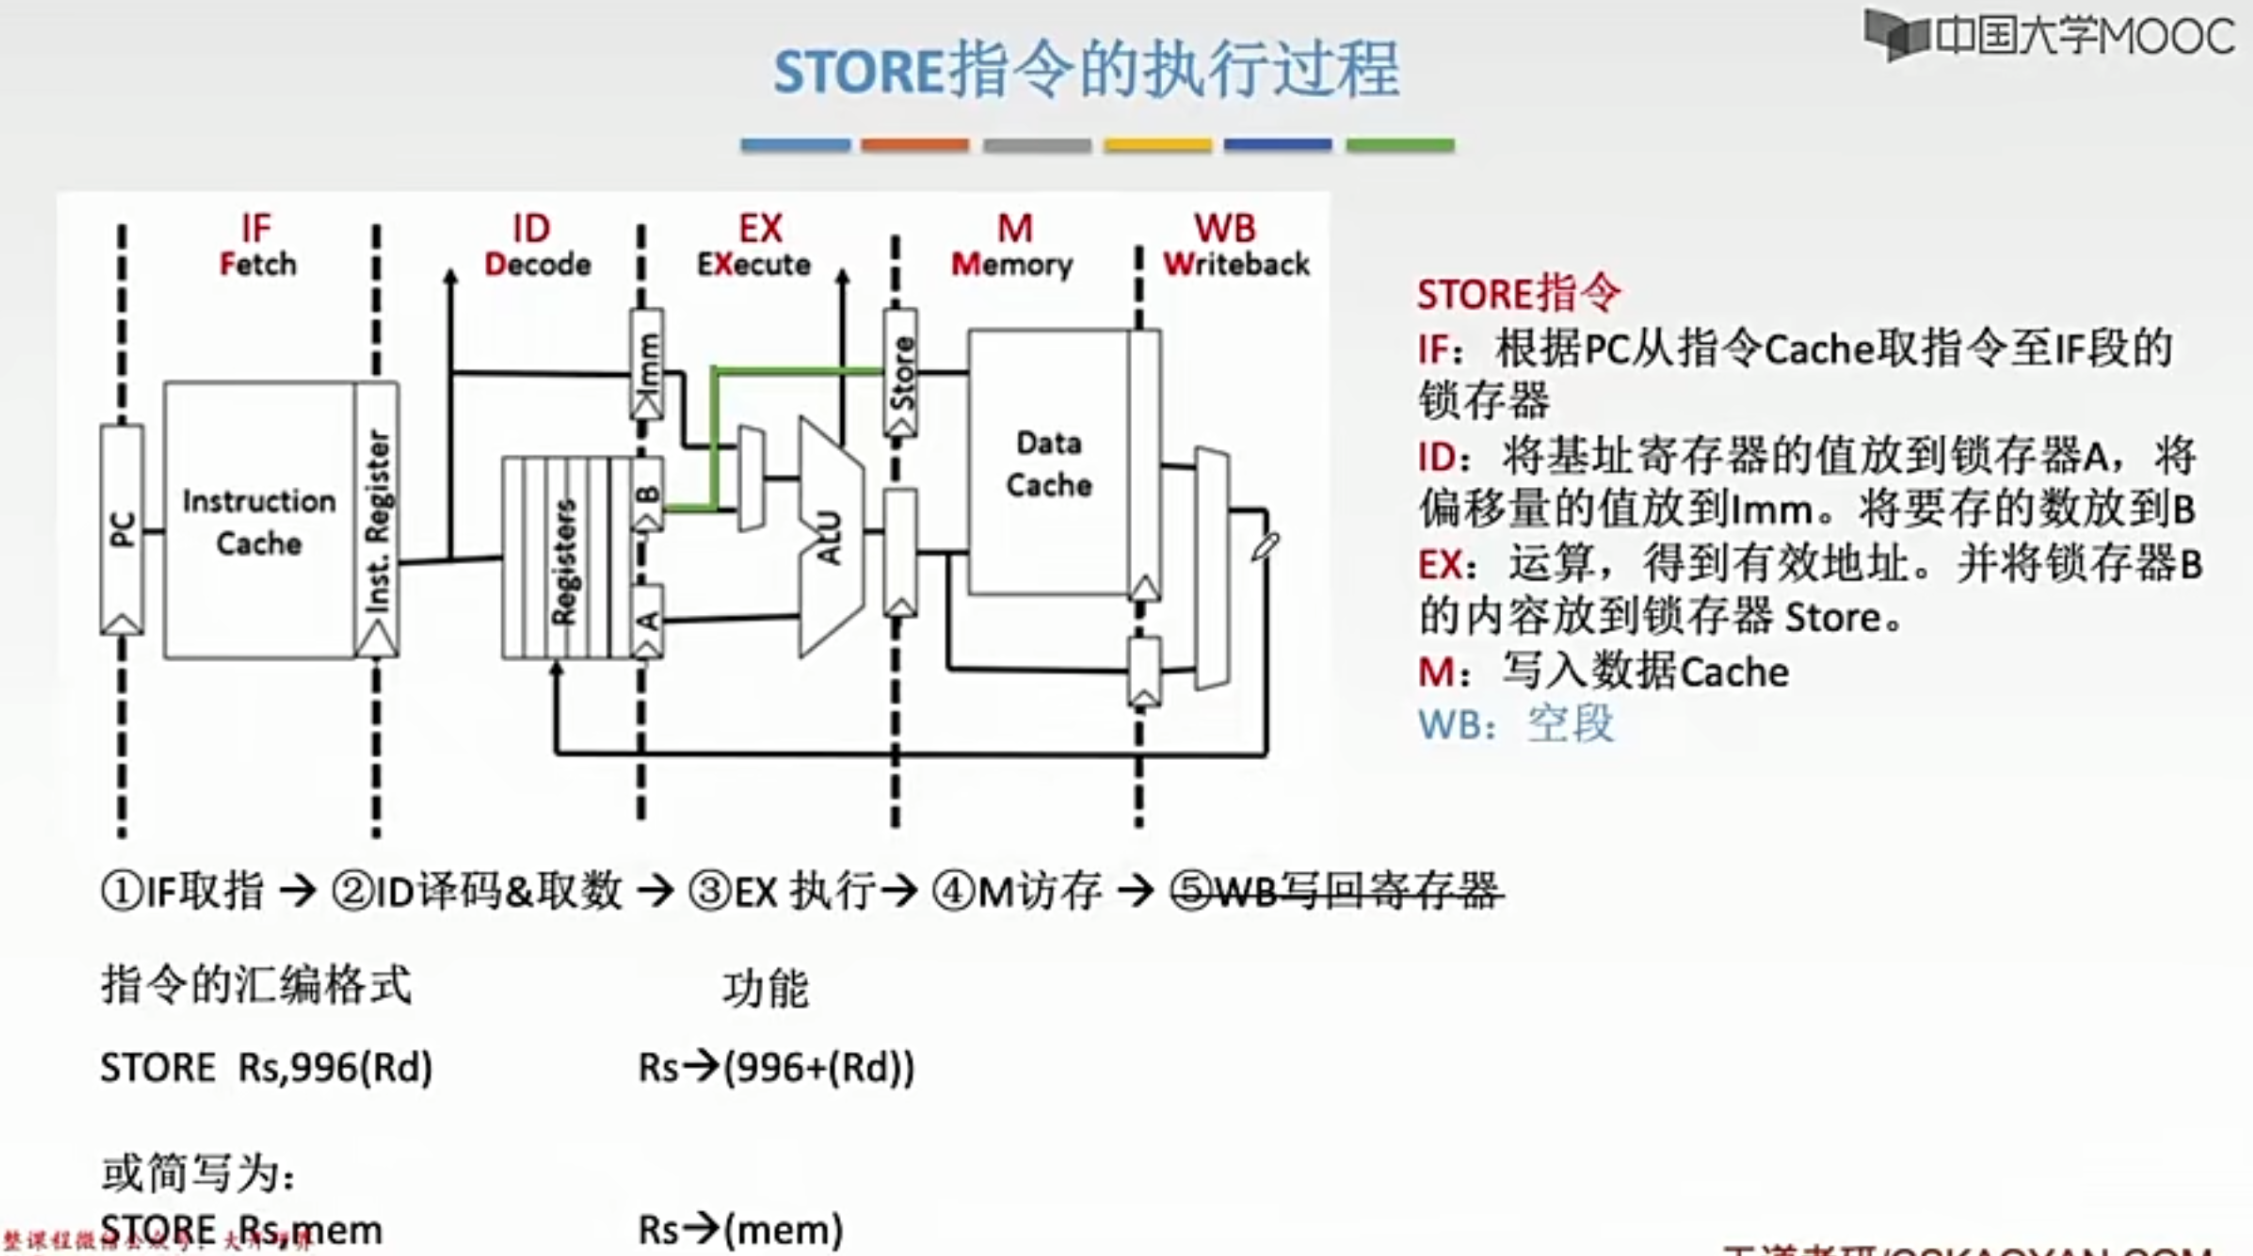 中国大学MOOC
STORE指令的执行过程
IF
Fetch
ID
Decode
EX
EXecute
M
Memory
WB
Writeback
PC
Instruction
Cache
Inst. Register
Registers
Imm
B
A
ALU
Store
Data
Cache
STORE指令
IF：根据PC从指令Cache取指令至IF段的
锁存器
ID：将基址寄存器的值放到锁存器A，将
偏移量的值放到Imm。将要存的数放到B
EX：运算，得到有效地址。并将锁存器B
的内容放到锁存器 Store。
M：写入数据Cache
WB：空段
①IF取指 → ②ID译码&取数 → ③EX 执行→ ④M访存 → ⑤WB写回寄存器
指令的汇编格式 功能
STORE Rs,996(Rd) Rs→(996+(Rd))
或简写为：
STORE Rs,mem Rs→(mem)
整课程微信公众号：
王道考研/CSKAOYAN.COM